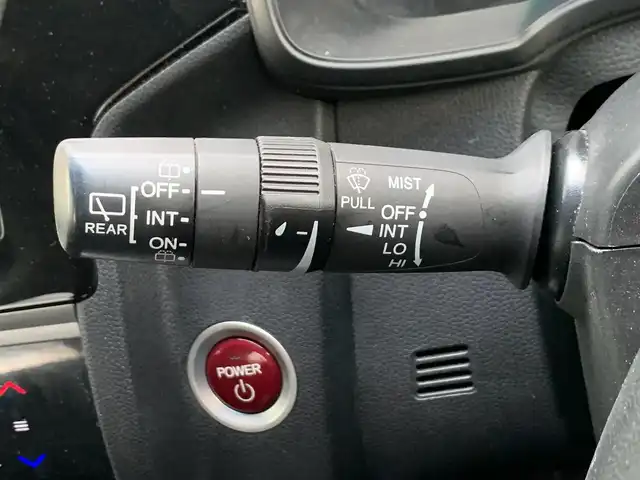 OFF
INT
ON
REAR
PULL
MIST
OFF
INT
LO
HI
POWER